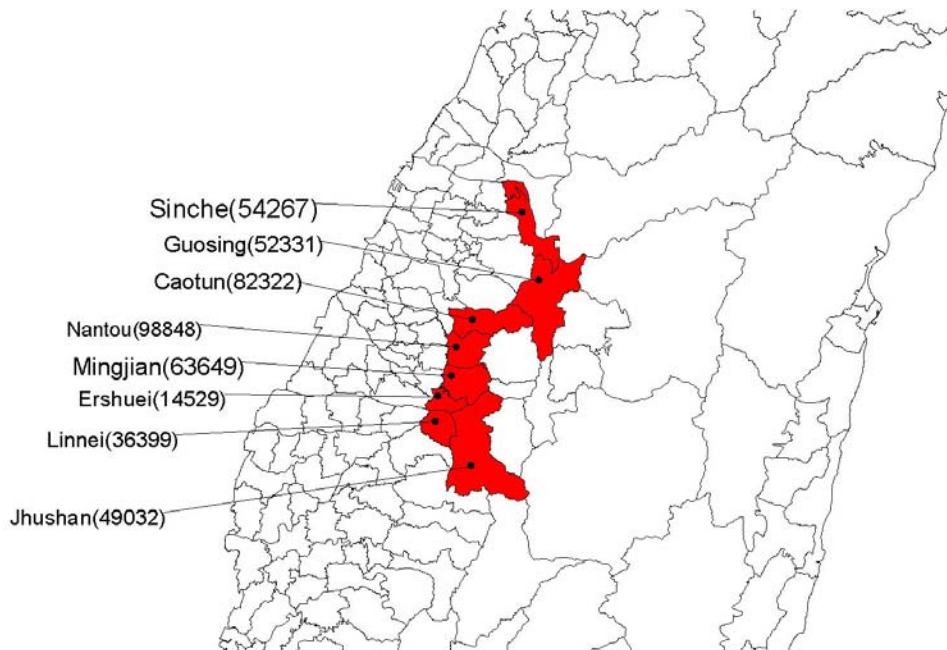 Sinche(54267)
Guosing(52331)
Caotun(82322)
Nantou(98848)
Mingjian(63649)
Ershuei(14529)
Linnei(36399)
Jhushan(49032)